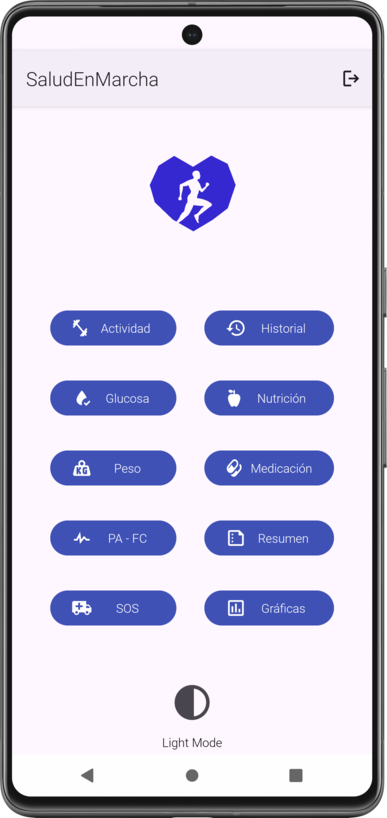 SaludEnMarcha
Actividad
Historial
Glucosa
Nutrición
KG
Peso
Medicación
PA - FC
Resumen
SOS
Gráficas
Light Mode